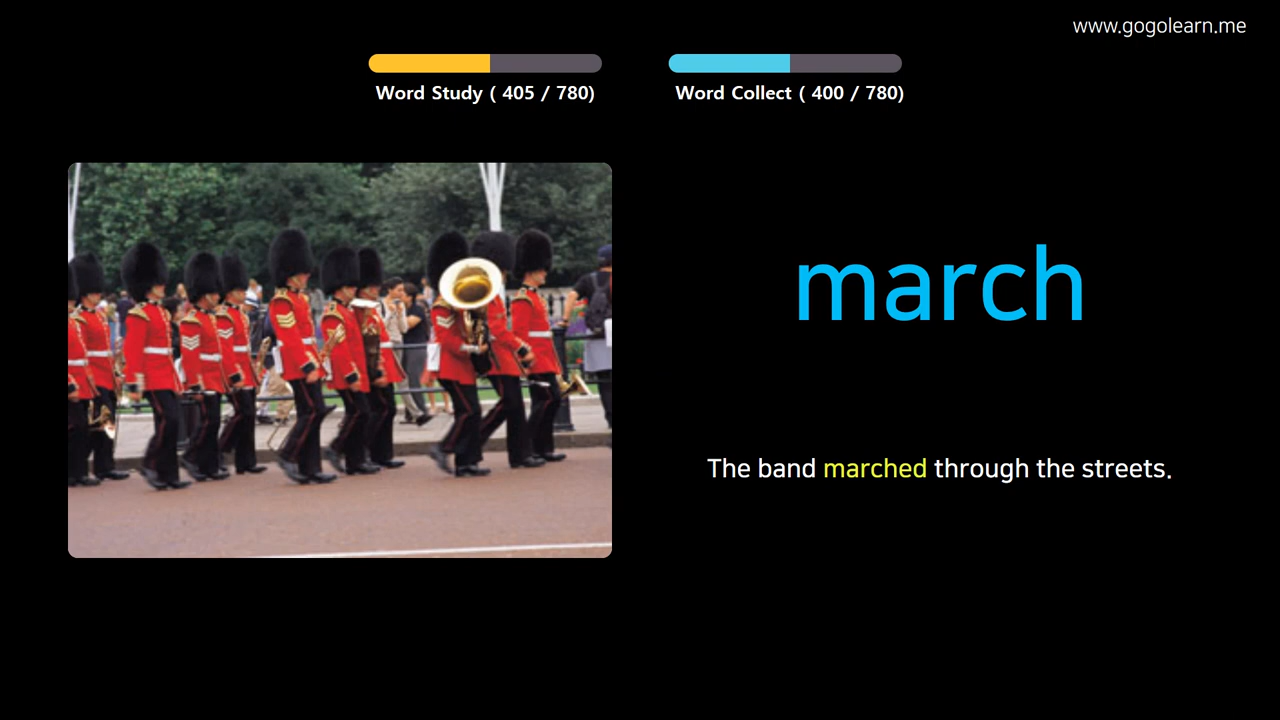 www.gogolearn.me
Word Study ( 405 / 780)
Word Collect ( 400 / 780)
march
The band marched through the streets.